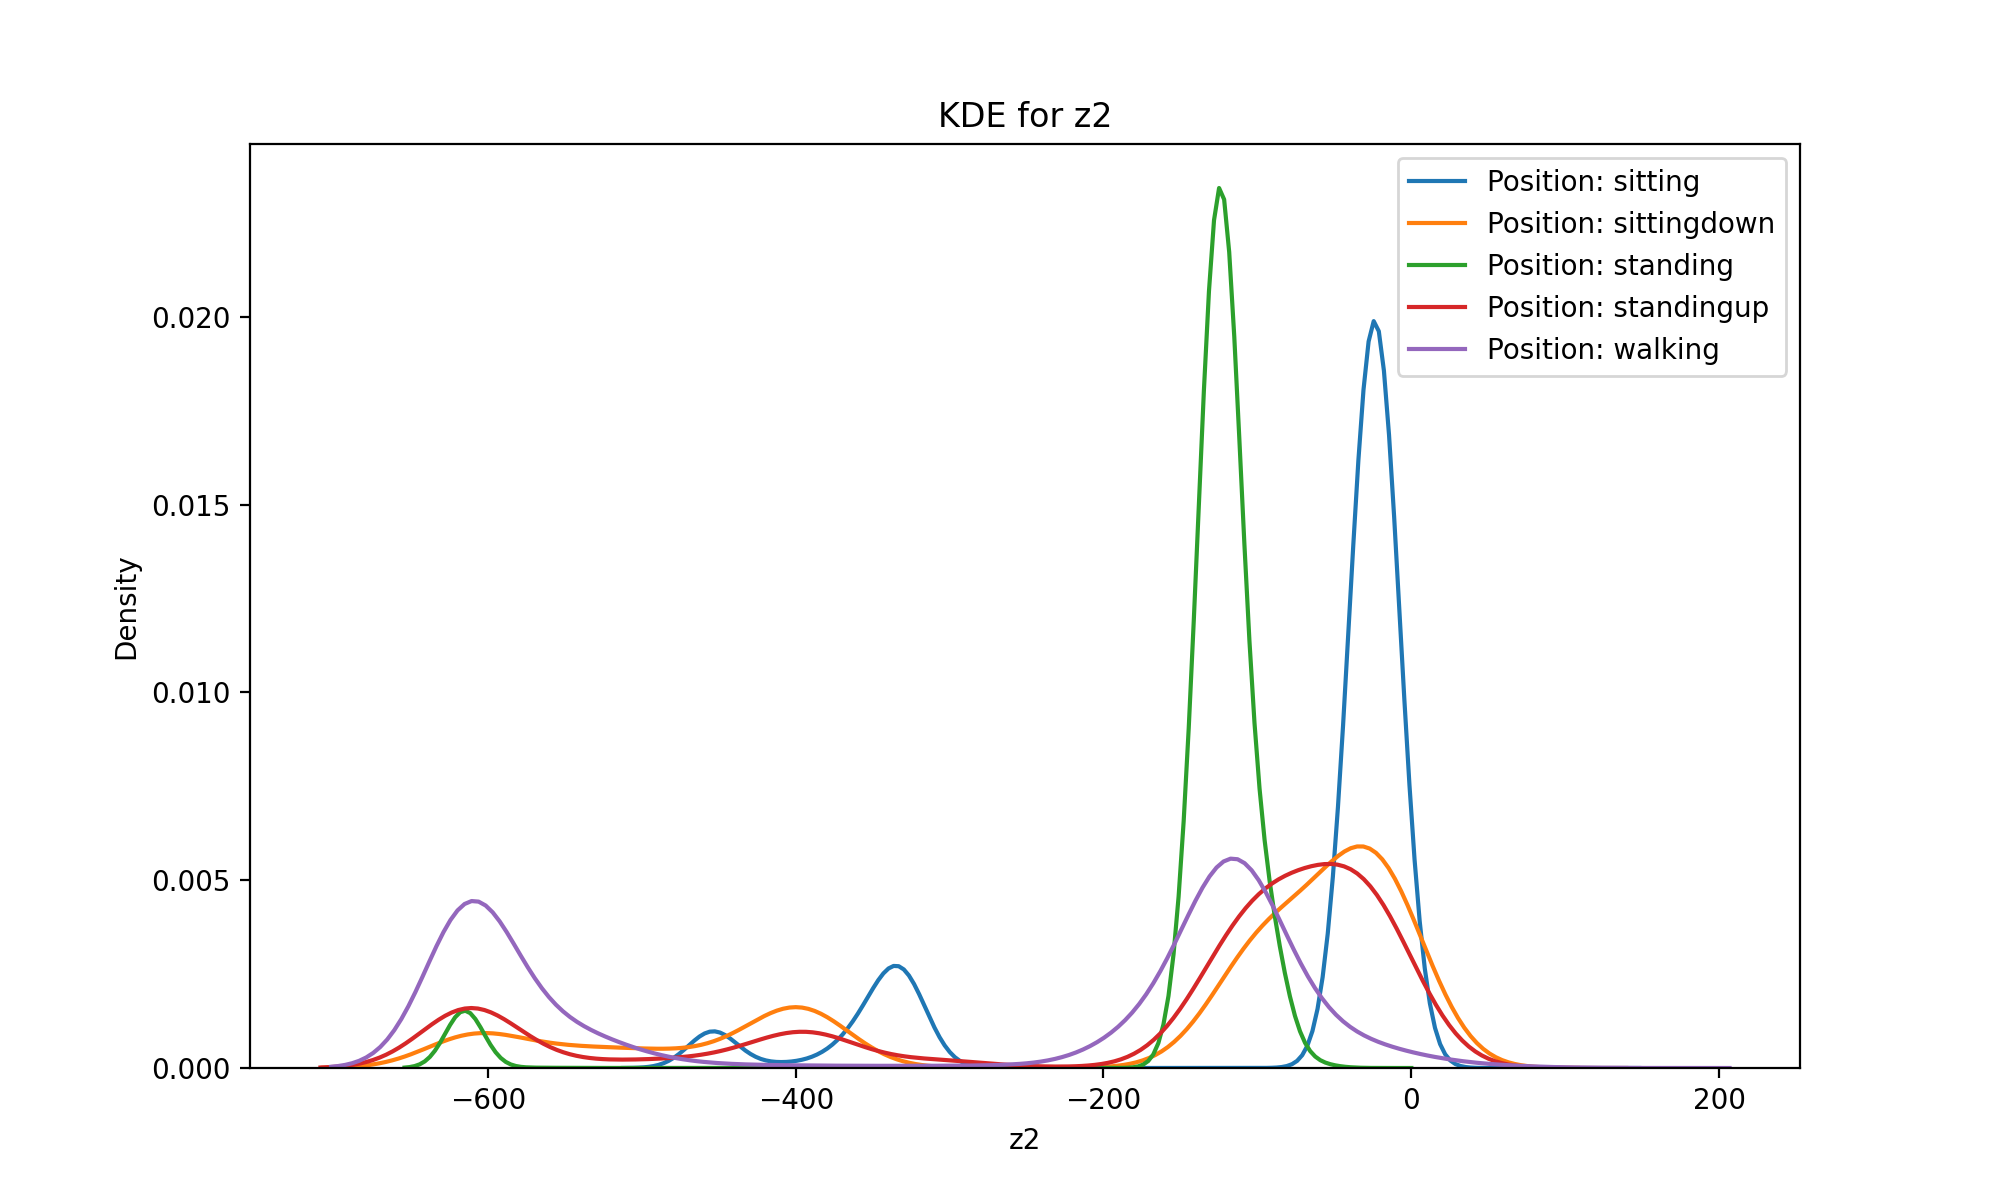 KDE for z2
Position: sitting
Position: sittingdown
Position: standing
Position: standingup
Position: walking
0.020
0.015
0.010
0.005
0.000
Density
−600
−400
−200
0
200
z2